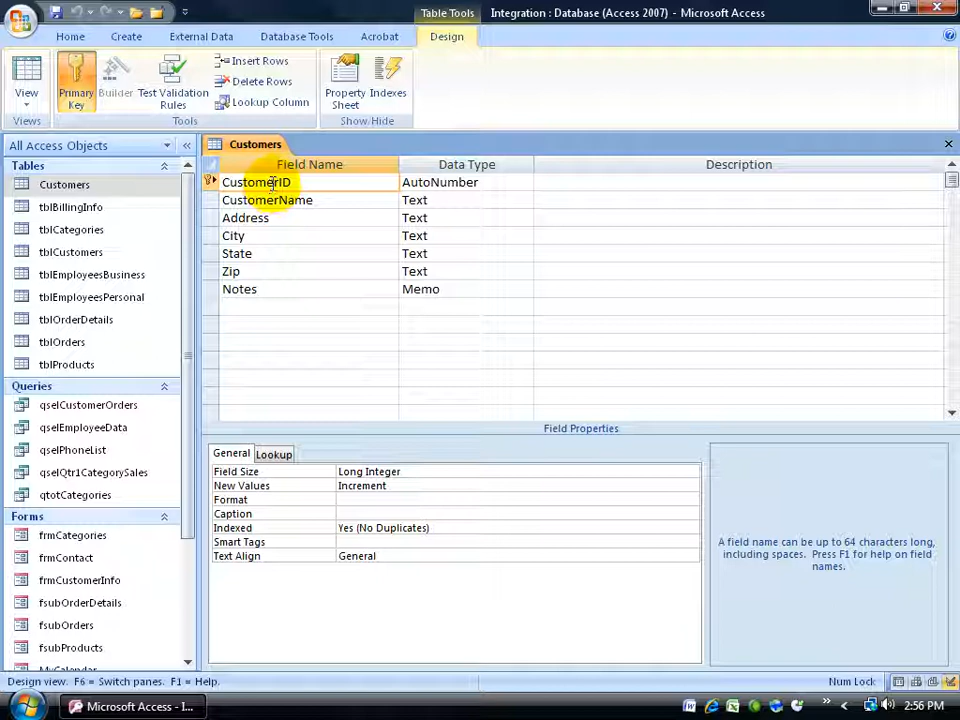 Table Tools
Integration : Database (Access 2007) - Microsoft Access
Home Create External Data Database Tools Acrobat Design
View
Primary Key
Builder
Test Validation Rules
Insert Rows
Delete Rows
Lookup Column
Property Sheet
Indexes
Views Tools Show/Hide
All Access Objects
Tables
Customers
tblBillingInfo
tblCategories
tblCustomers
tblEmployeesBusiness
tblEmployeesPersonal
tblOrderDetails
tblOrders
tblProducts
Queries
qselCustomerOrders
qselEmployeeData
qselPhoneList
qselQtr1CategorySales
qtotCategories
Forms
frmCategories
frmContact
frmCustomerInfo
fsubOrderDetails
fsubOrders
fsubProducts
MyCalendar
Customers
Field Name Data Type Description
CustomerID AutoNumber
CustomerName Text
Address Text
City Text
State Text
Zip Text
Notes Memo
Field Properties
General Lookup
Field Size Long Integer
New Values Increment
Format
Caption
Indexed Yes (No Duplicates)
Smart Tags
Text Align General
A field name can be up to 64 characters long,
including spaces. Press F1 for help on field
names.
Design view. F6 = Switch panels. F1 = Help.
Num Lock
Microsoft Access - I...
2:56 PM